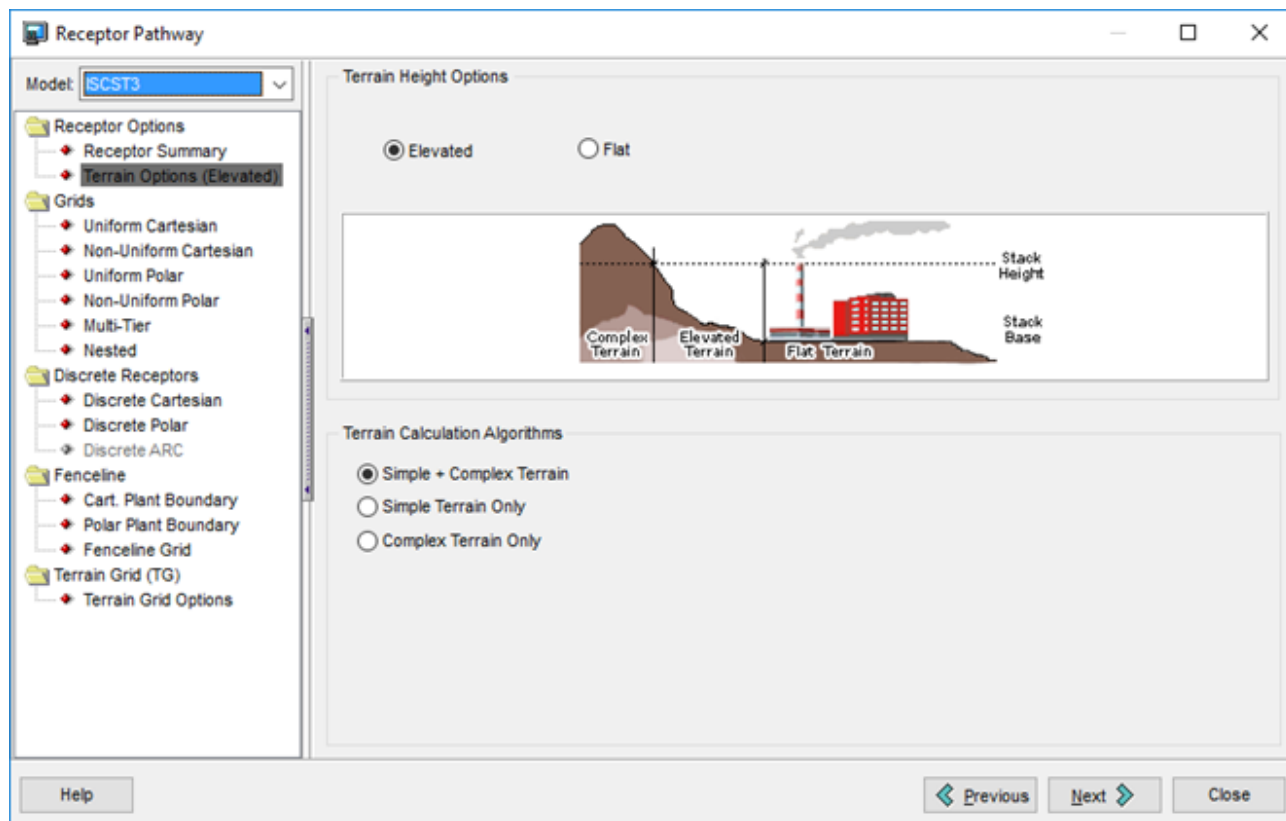 Receptor Pathway
Model: ISCST3
Receptor Options
Receptor Summary
Terrain Options (Elevated)
Grids
Uniform Cartesian
Non-Uniform Cartesian
Uniform Polar
Non-Uniform Polar
Multi-Tier
Nested
Discrete Receptors
Discrete Cartesian
Discrete Polar
Discrete ARC
Fenceline
Cart. Plant Boundary
Polar Plant Boundary
Fenceline Grid
Terrain Grid (TG)
Terrain Grid Options
Terrain Height Options
Elevated
Flat
Stack
Height
Stack
Base
Complex
Terrain
Elevated
Terrain
Flat Terrain
Terrain Calculation Algorithms
Simple + Complex Terrain
Simple Terrain Only
Complex Terrain Only
Help
Previous
Next
Close